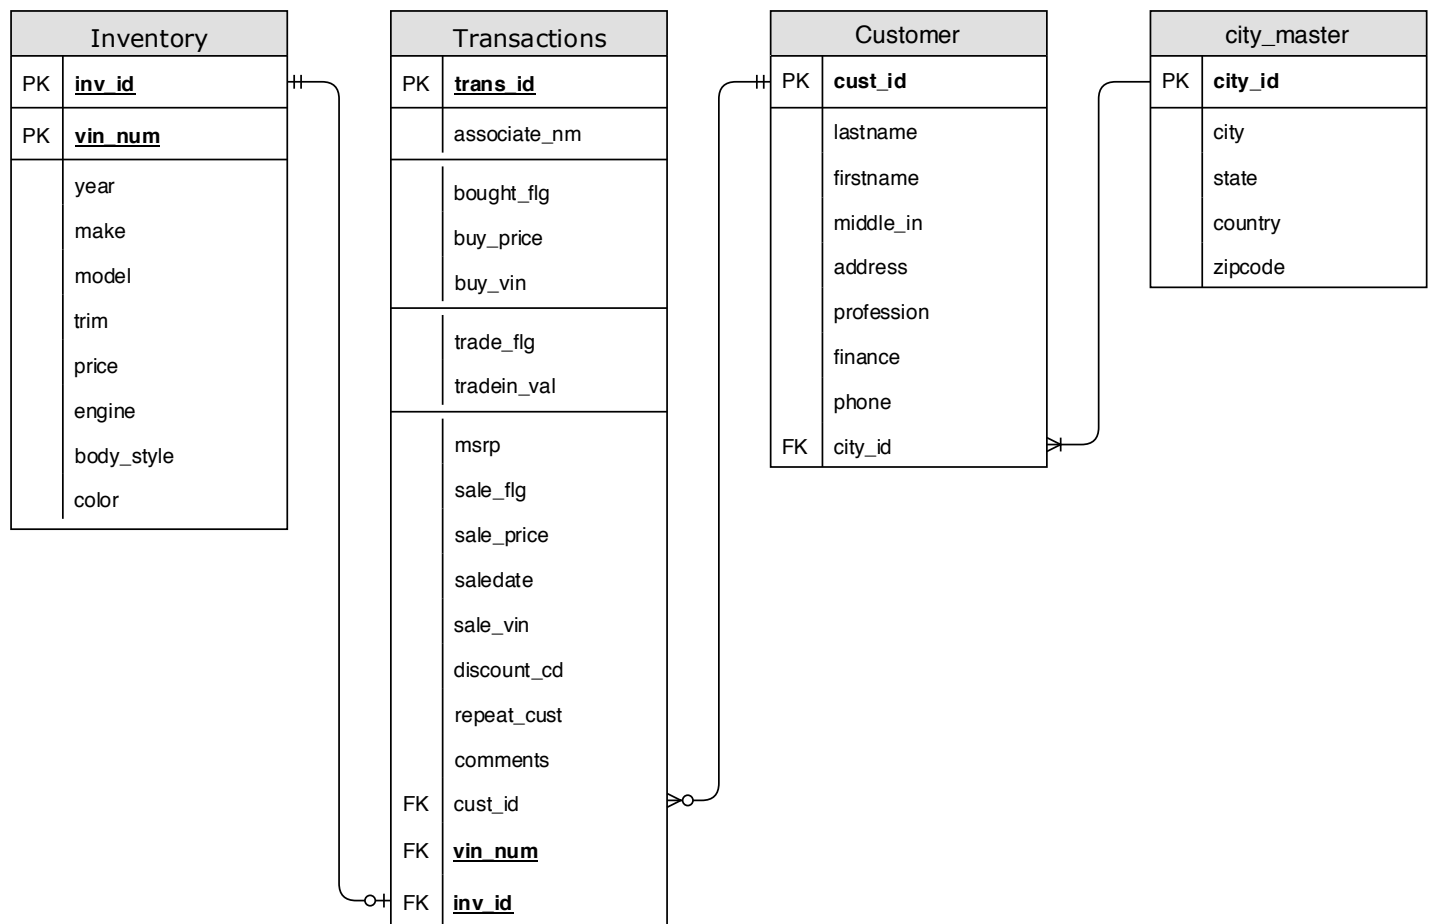 Inventory
PK inv_id
PK vin_num
year
make
model
trim
price
engine
body_style
color
Transactions
PK trans_id
associate_nm
bought_flg
buy_price
buy_vin
trade_flg
tradein_val
msrp
sale_flg
sale_price
saledate
sale_vin
discount_cd
repeat_cust
comments
FK cust_id
FK vin_num
FK inv_id
Customer
PK cust_id
lastname
firstname
middle_in
address
profession
finance
phone
FK city_id
city_master
PK city_id
city
state
country
zipcode